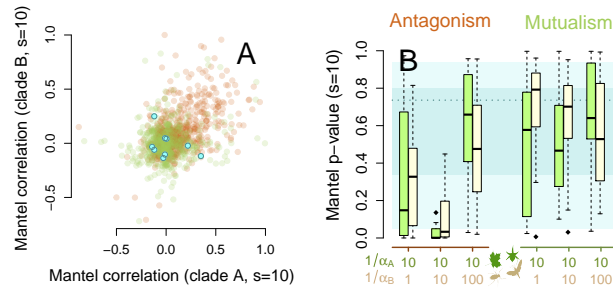 Antagonism Mutualism
A
B
Mantel correlation (clade B, s=10)
1.0
0.5
0.0
−0.5
−0.5 0.0 0.5 1.0
Mantel correlation (clade A, s=10)
Mantel p−value (s=10)
1.0
0.8
0.6
0.4
0.2
0.0
1/αA 10 10 10 10 10 10
1/αB 1 10 100 1 10 100